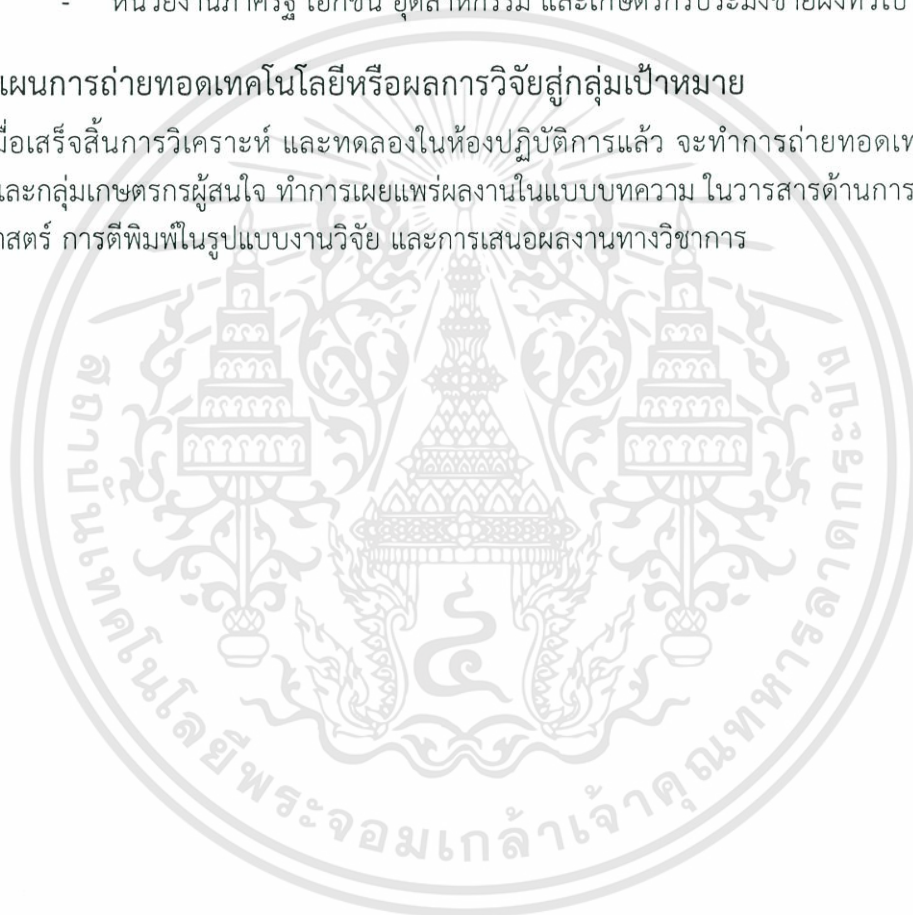 - หน่วยงานภาครัฐ เอกชน อุตสาหกรรม และเกษตรกรประมงชายฝั่งทั่วไป
แผนการถ่ายทอดเทคโนโลยีหรือผลการวิจัยสู่กลุ่มเป้าหมาย
มื่อเสร็จสิ้นการวิเคราะห์ และทดลองในห้องปฏิบัติการแล้ว จะทำการถ่ายทอดเท
และกลุ่มเกษตรกรผู้สนใจ ทำการเผยแพร่ผลงานในแบบบทความ ในวารสารด้านการ
าสตร์ การตีพิมพ์ในรูปแบบงานวิจัย และการเสนอผลงานทางวิชาการ
สถาบันเทคโนโลยีพระจอมเกล้าเจ้าคุณทหารลาดกระบัง
๔